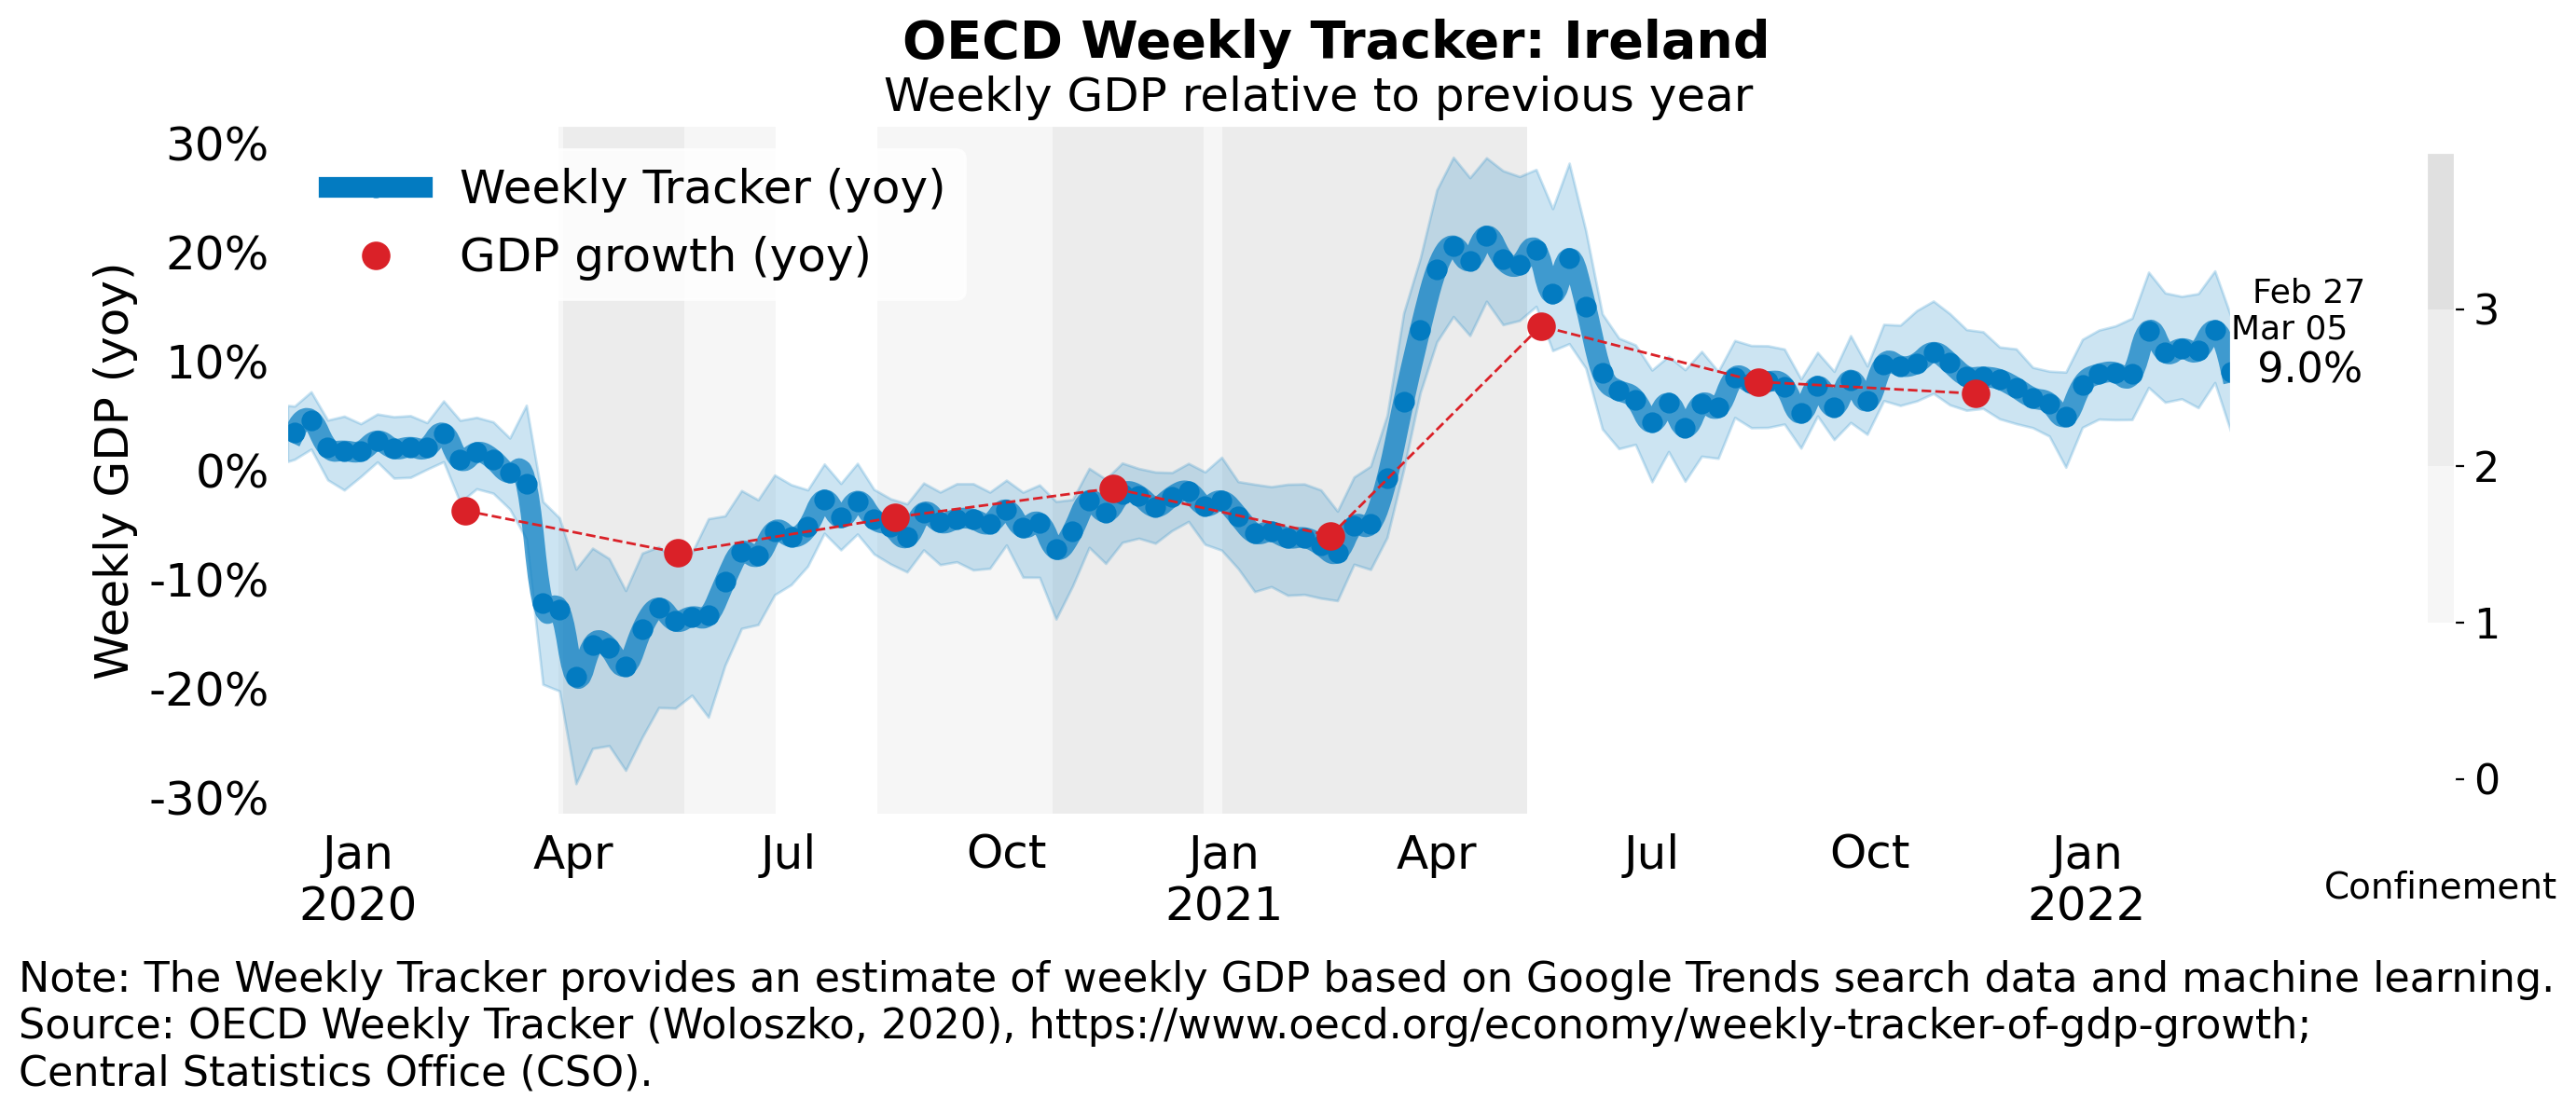 OECD Weekly Tracker: Ireland
Weekly GDP relative to previous year
Weekly GDP (yoy)
30%
20%
10%
0%
-10%
-20%
-30%
Weekly Tracker (yoy)
GDP growth (yoy)
Feb 27
Mar 05
9.0%
3
2
1
0
Confinement
Jan
2020
Apr
Jul
Oct
Jan
2021
Apr
Jul
Oct
Jan
2022
Note: The Weekly Tracker provides an estimate of weekly GDP based on Google Trends search data and machine learning.
Source: OECD Weekly Tracker (Woloszko, 2020), https://www.oecd.org/economy/weekly-tracker-of-gdp-growth;
Central Statistics Office (CSO).